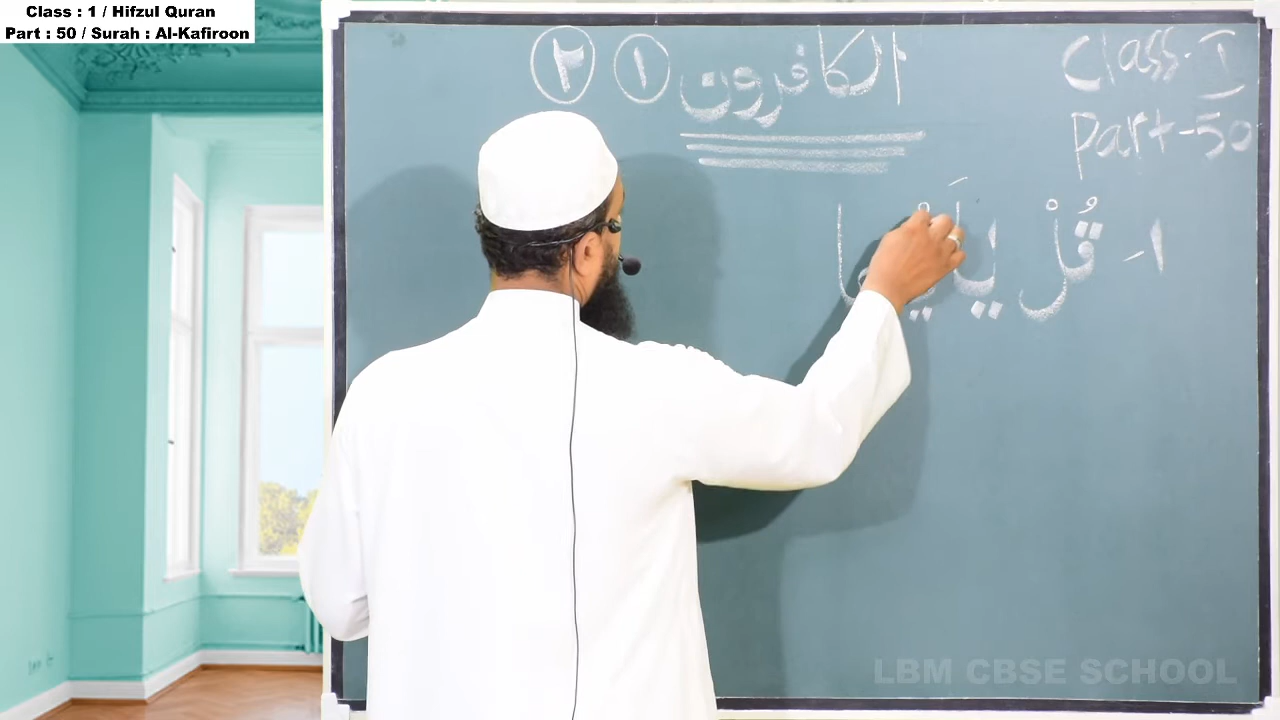 Class : 1 / Hifzul Quran
Part : 50 / Surah : Al-Kafiroon
Class-I
Part-50
الكافرون ١ ٢
١- قُلْ يَا
LBM CBSE SCHOOL